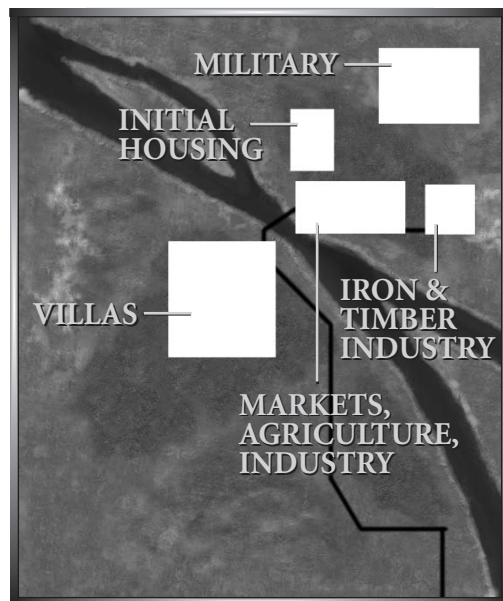 MILITARY
INITIAL
HOUSING
VILLAS
IRON &
TIMBER
INDUSTRY
MARKETS,
AGRICULTURE,
INDUSTRY